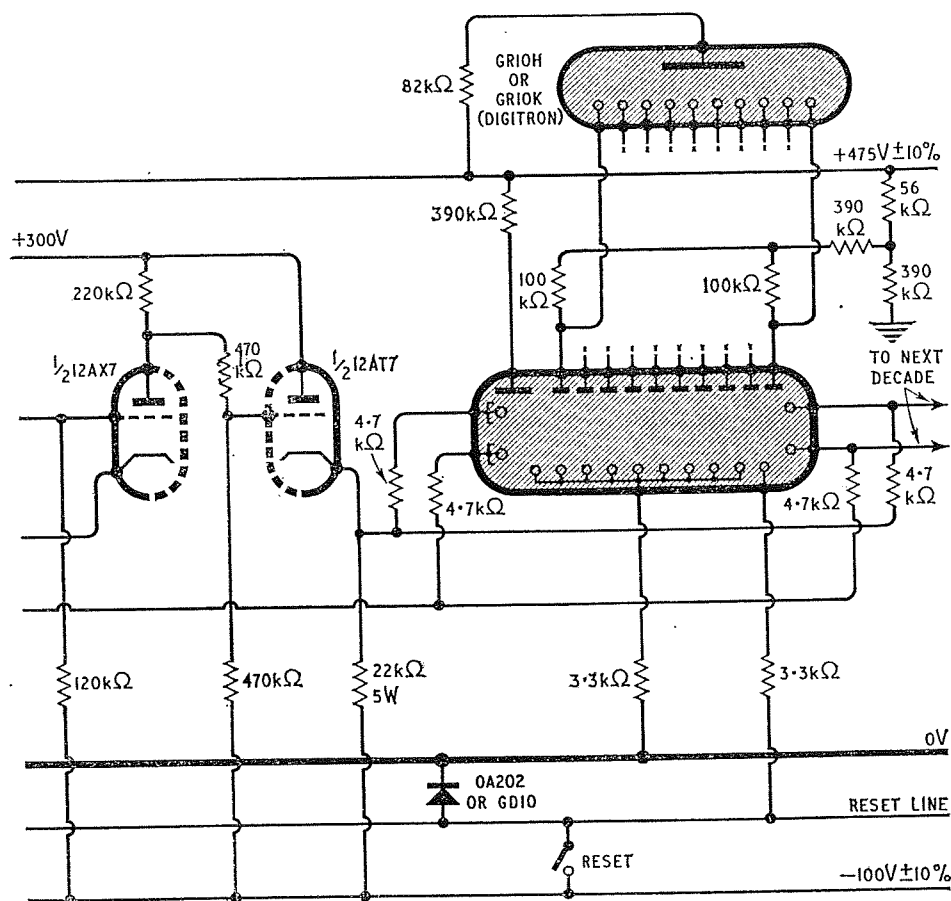 GR1OH
OR
GR1OK
(DIGITRON)
82kΩ
+475V±10%
390kΩ
390
kΩ
56
kΩ
+300V
220kΩ
100
kΩ
100kΩ
390
kΩ
½12AX7
470
kΩ
½12AT7
TO NEXT
DECADE
4·7
kΩ
4·7kΩ
4·7kΩ
4·7
kΩ
120kΩ
470kΩ
22kΩ
5W
3·3kΩ
3·3kΩ
0V
OA202
OR GD10
RESET LINE
RESET
−100V±10%